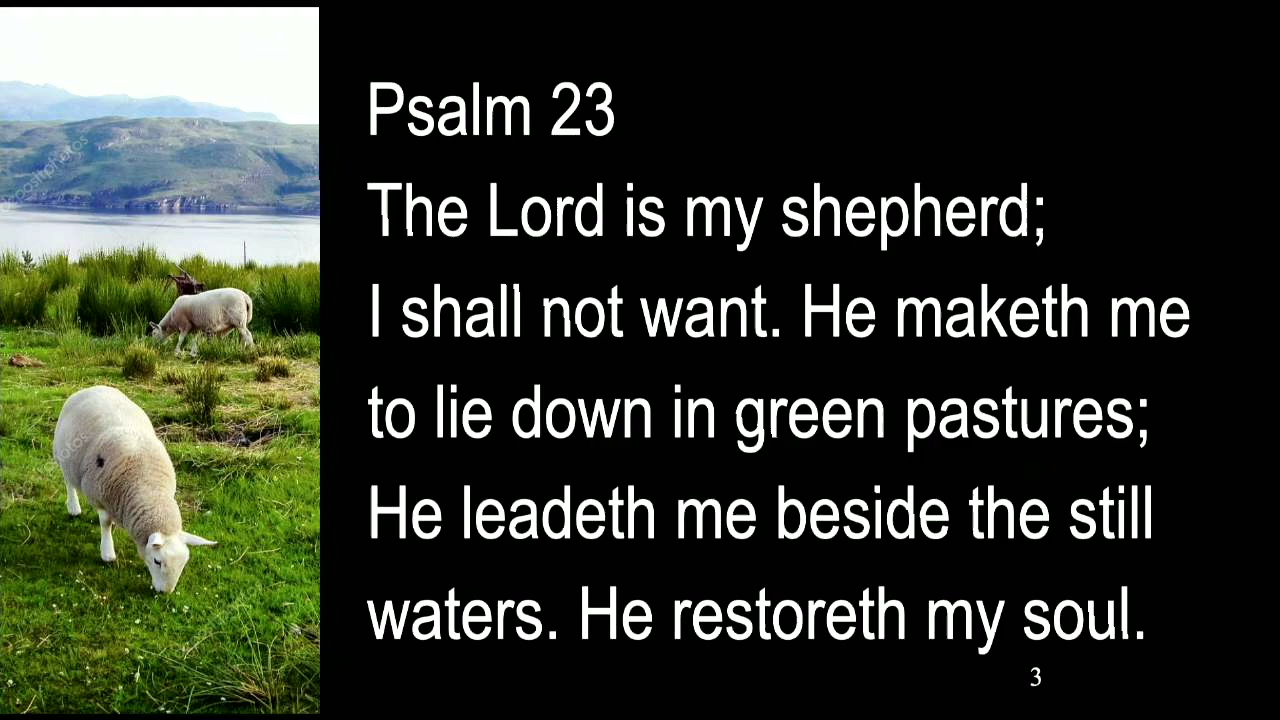 Psalm 23
The Lord is my shepherd;
I shall not want. He maketh me
to lie down in green pastures;
He leadeth me beside the still
waters. He restoreth my soul.
3
depositphotos